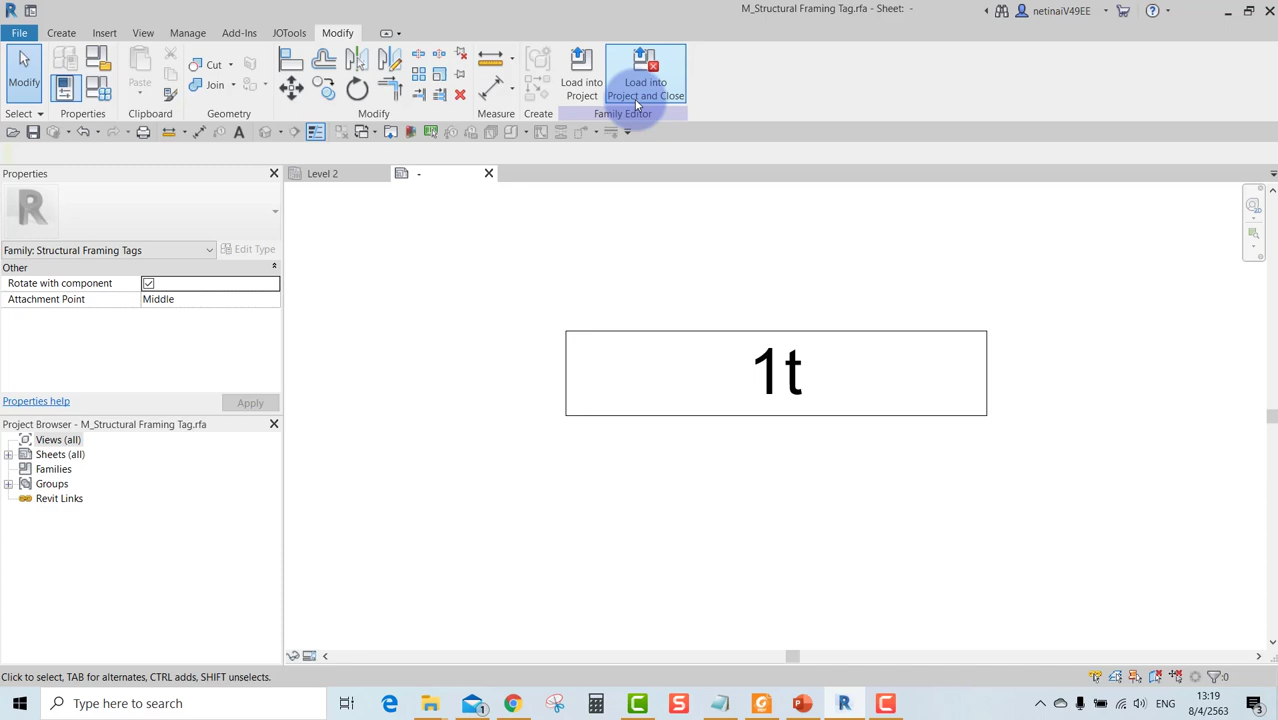 M_Structural Framing Tag.rfa - Sheet: -
netinaiV49EE
File Create Insert View Manage Add-Ins JOTools Modify
Modify
Paste
Cut
Join
Load into Project
Load into Project and Close
Select Properties Clipboard Geometry Modify Measure Create Family Editor
Properties
Level 2
-
R
Family: Structural Framing Tags
Edit Type
Other
Rotate with component
Attachment Point Middle
Properties help
Apply
1t
Project Browser - M_Structural Framing Tag.rfa
Views (all)
Sheets (all)
Families
Groups
Revit Links
Click to select, TAB for alternates, CTRL adds, SHIFT unselects.
:0
Type here to search
ENG
13:19
8/4/2563